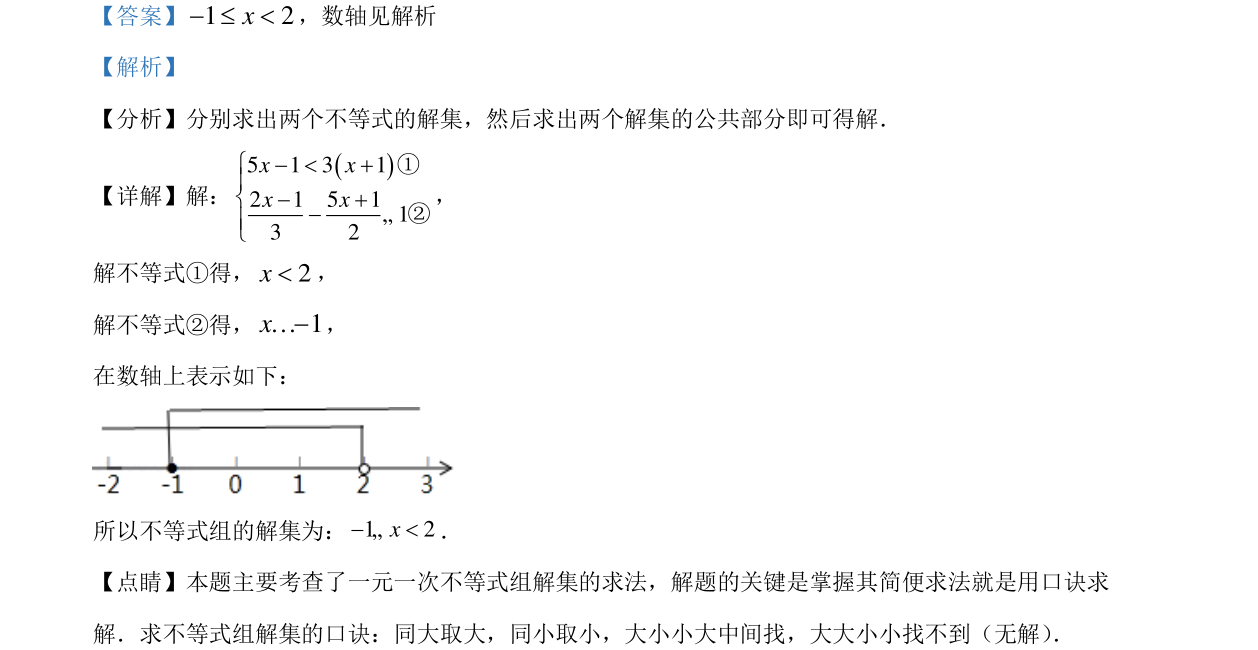 【答案】−1≤ x < 2，数轴见解析
【解析】
【分析】分别求出两个不等式的解集，然后求出两个解集的公共部分即可得解．
【详解】解：{5x−1<3(x+1)① (2x−1)/3 − (5x+1)/2 ,, 1②，
解不等式①得， x < 2，
解不等式②得， x…−1，
在数轴上表示如下：
-2 -1 0 1 2 3
所以不等式组的解集为：−1,, x < 2．
【点睛】本题主要考查了一元一次不等式组解集的求法，解题的关键是掌握其简便求法就是用口诀求
解．求不等式组解集的口诀：同大取大，同小取小，大小小大中间找，大大小小找不到（无解）．